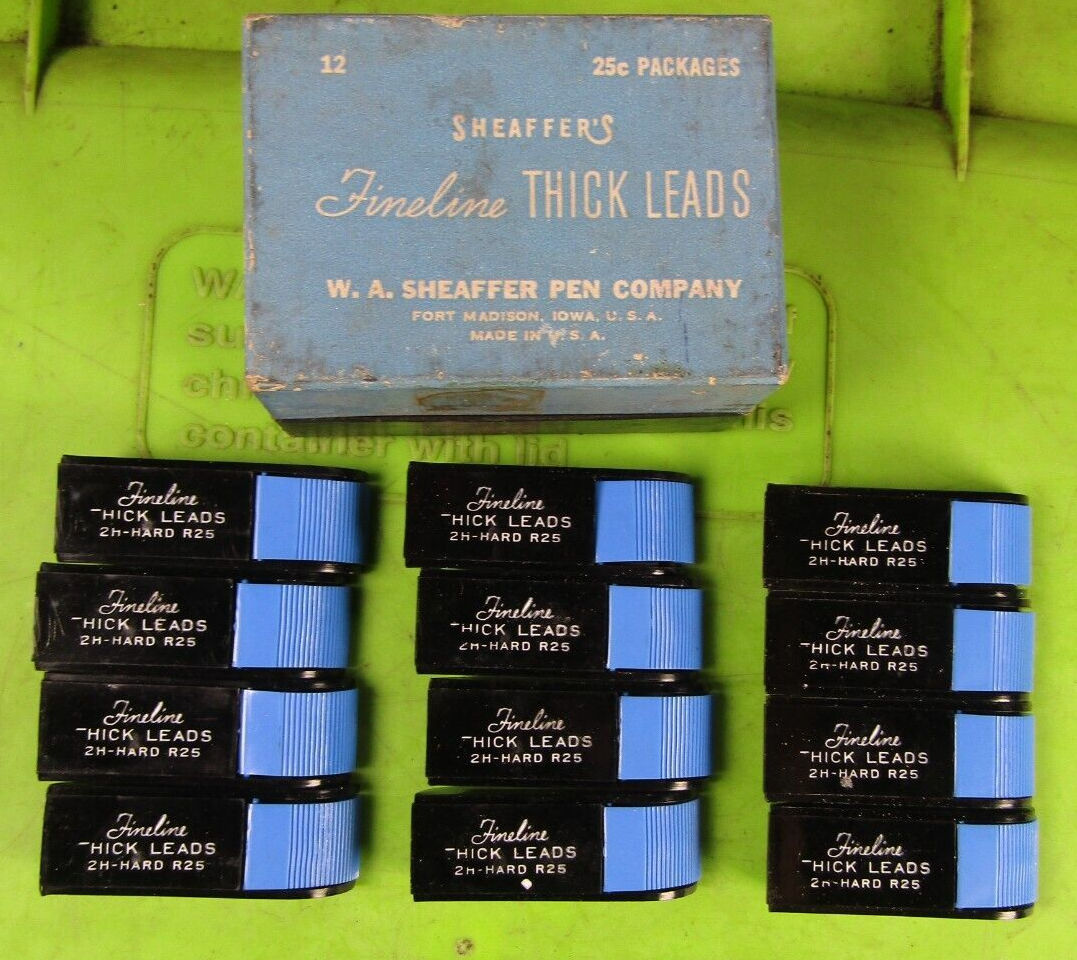 12 25c PACKAGES
SHEAFFER'S
Fineline THICK LEADS
W. A. SHEAFFER PEN COMPANY
FORT MADISON, IOWA, U. S. A.
MADE IN U. S. A.
container with lid
Fineline
THICK LEADS
2H-HARD R25
Fineline
THICK LEADS
2H-HARD R25
Fineline
THICK LEADS
2H-HARD R25
Fineline
THICK LEADS
2H-HARD R25
Fineline
THICK LEADS
2H-HARD R25
Fineline
THICK LEADS
2H-HARD R25
Fineline
THICK LEADS
2H-HARD R25
Fineline
THICK LEADS
2H-HARD R25
Fineline
THICK LEADS
2H-HARD R25
Fineline
THICK LEADS
2H-HARD R25
Fineline
THICK LEADS
2H-HARD R25
Fineline
THICK LEADS
2H-HARD R25